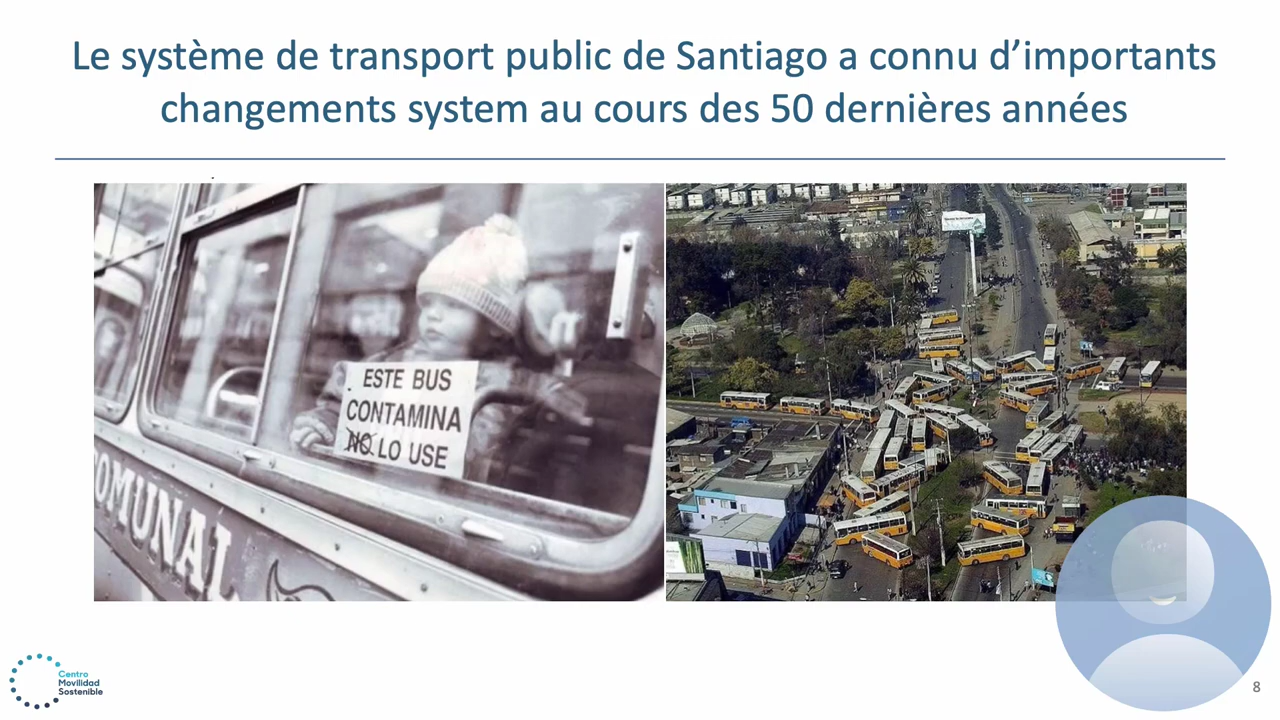 Le système de transport public de Santiago a connu d’importants
changements system au cours des 50 dernières années
ESTE BUS
CONTAMINA
NO LO USE
OMUNAL
Centro
Movilidad
Sostenible
8